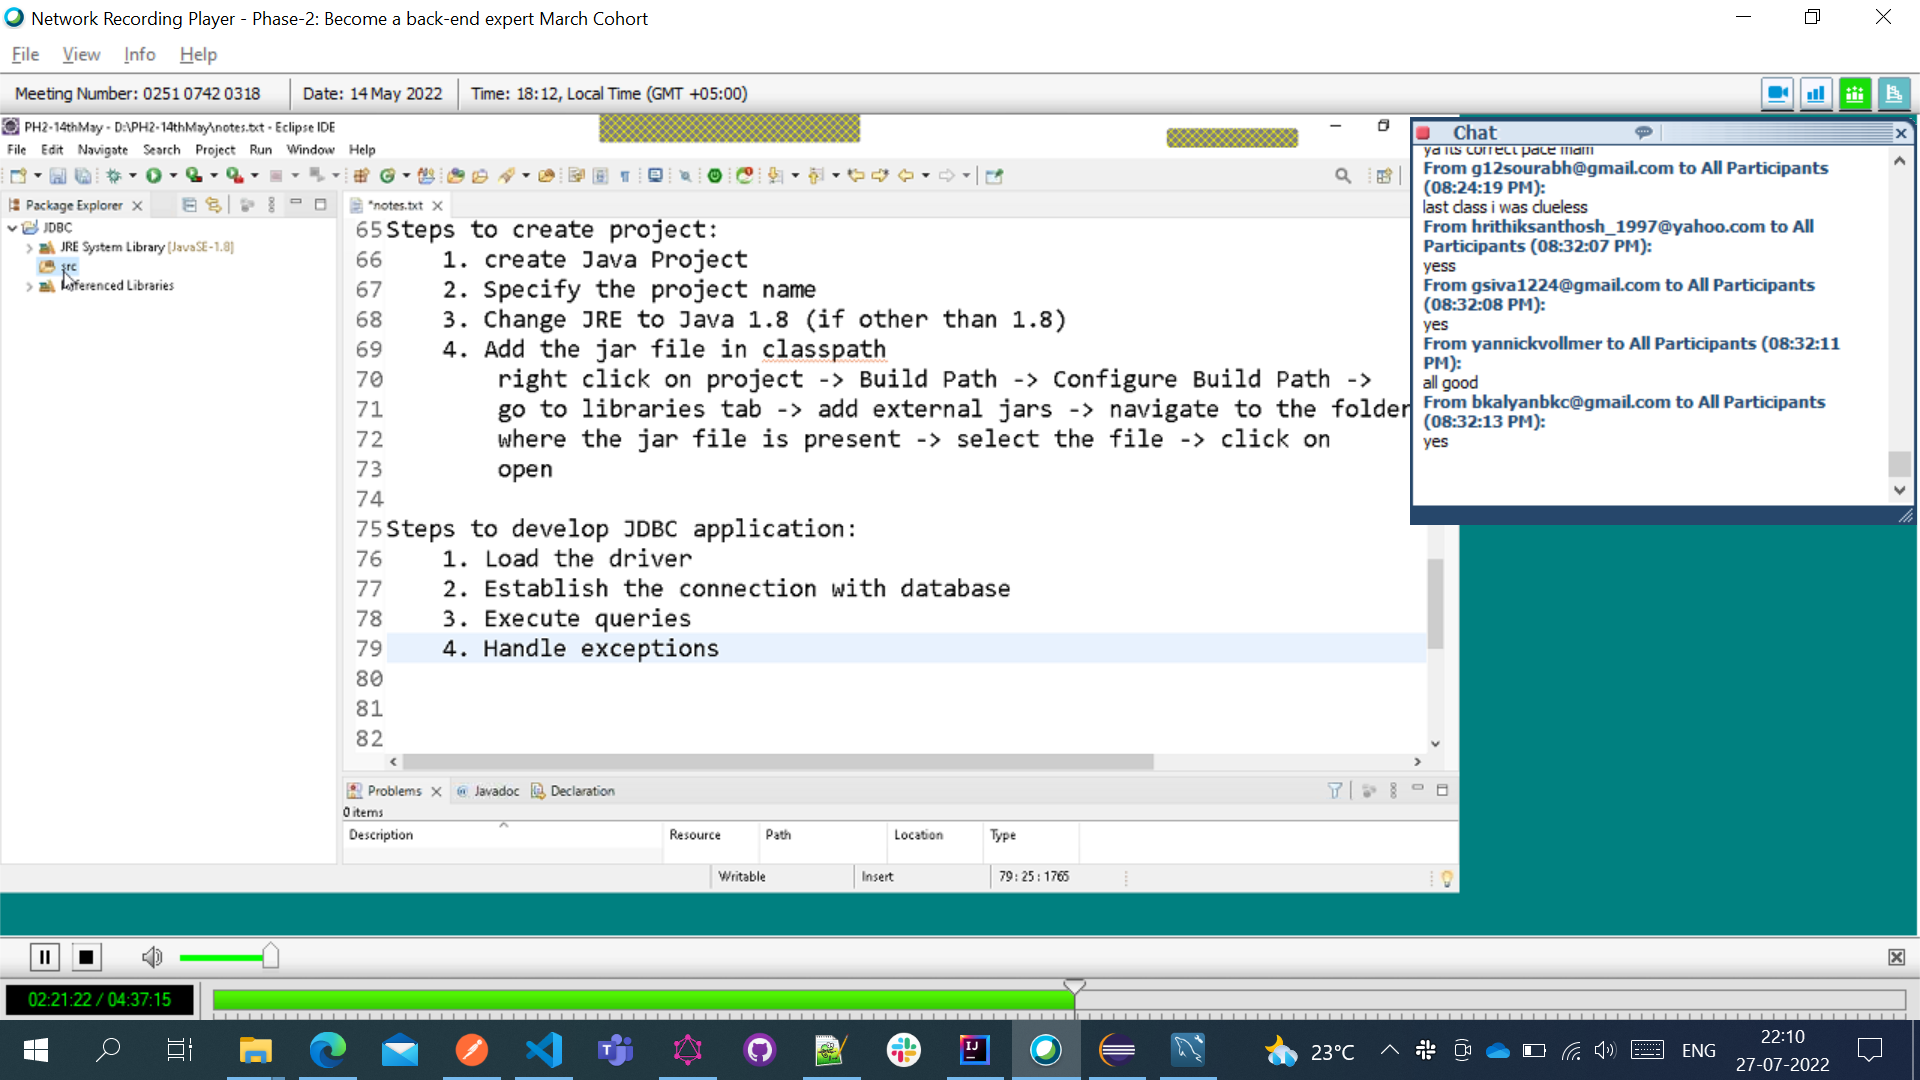 Network Recording Player - Phase-2: Become a back-end expert March Cohort
File View Info Help
Meeting Number: 0251 0742 0318
Date: 14 May 2022
Time: 18:12, Local Time (GMT +05:00)
PH2-14thMay - D:\PH2-14thMay\notes.txt - Eclipse IDE
File Edit Navigate Search Project Run Window Help
Package Explorer
JDBC
JRE System Library [JavaSE-1.8]
src
Libraries
*notes.txt
65 Steps to create project:
66 1. create Java Project
67 2. Specify the project name
68 3. Change JRE to Java 1.8 (if other than 1.8)
69 4. Add the jar file in classpath
70 right click on project -> Build Path -> Configure Build Path ->
71 go to libraries tab -> add external jars -> navigate to the folder
72 where the jar file is present -> select the file -> click on
73 open
74
75 Steps to develop JDBC application:
76 1. Load the driver
77 2. Establish the connection with database
78 3. Execute queries
79 4. Handle exceptions
80
81
82
Problems
Javadoc
Declaration
0 items
Description Resource Path Location Type
Writable Insert 79 : 25 : 1765
Chat
ya its correct pace mam
From g12sourabh@gmail.com to All Participants
(08:24:19 PM):
last class i was clueless
From hrithiksanthosh_1997@yahoo.com to All
Participants (08:32:07 PM):
yess
From gsiva1224@gmail.com to All Participants
(08:32:08 PM):
yes
From yannickvollmer to All Participants (08:32:11
PM):
all good
From bkalyanbkc@gmail.com to All Participants
(08:32:13 PM):
yes
02:21:22 / 04:37:15
23°C
ENG
22:10
27-07-2022